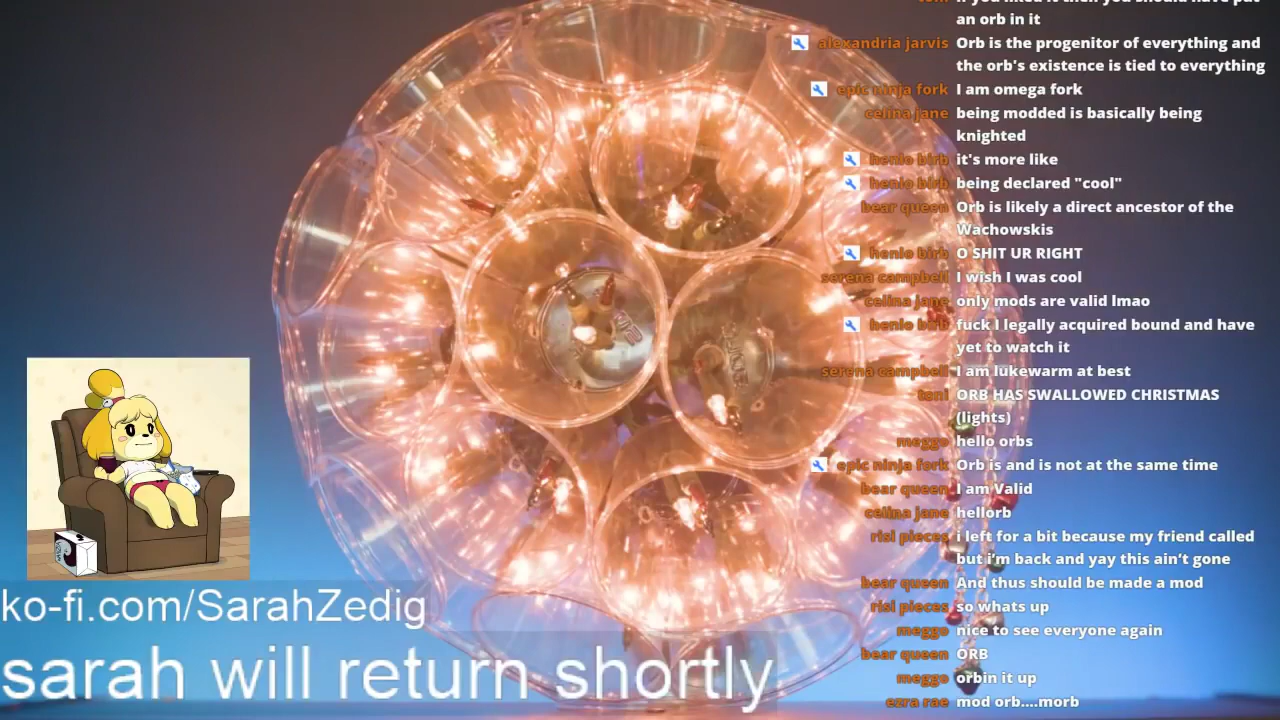 an orb in it
alexandria jarvis Orb is the progenitor of everything and
the orb's existence is tied to everything
epic ninja fork I am omega fork
celina jane being modded is basically being
knighted
henlo birb it's more like
henlo birb being declared "cool"
bear queen Orb is likely a direct ancestor of the
Wachowskis
henlo birb O SHIT UR RIGHT
serena campbell I wish I was cool
celina jane only mods are valid lmao
henlo birb fuck I legally acquired bound and have
yet to watch it
serena campbell I am lukewarm at best
toni ORB HAS SWALLOWED CHRISTMAS
(lights)
meggo hello orbs
epic ninja fork Orb is and is not at the same time
bear queen I am Valid
celina jane hellorb
risi pieces i left for a bit because my friend called
but i'm back and yay this ain't gone
bear queen And thus should be made a mod
risi pieces so whats up
meggo nice to see everyone again
bear queen ORB
meggo orbin it up
ezra rae mod orb....morb
ko-fi.com/SarahZedig
sarah will return shortly